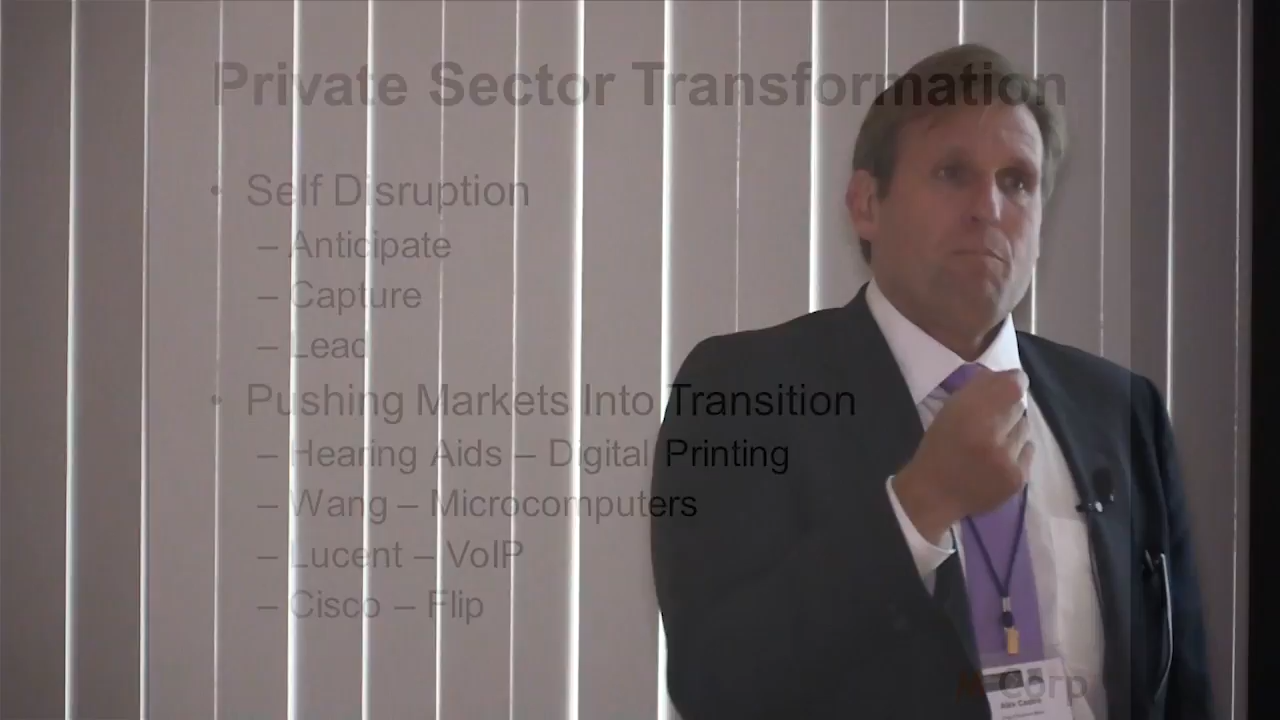 Private Sector Transformation
• Self Disruption
– Anticipate
– Capture
– Lead
• Pushing Markets Into Transition
– Hearing Aids – Digital Printing
– Wang – Microcomputers
– Lucent – VoIP
– Cisco – Flip
Corp